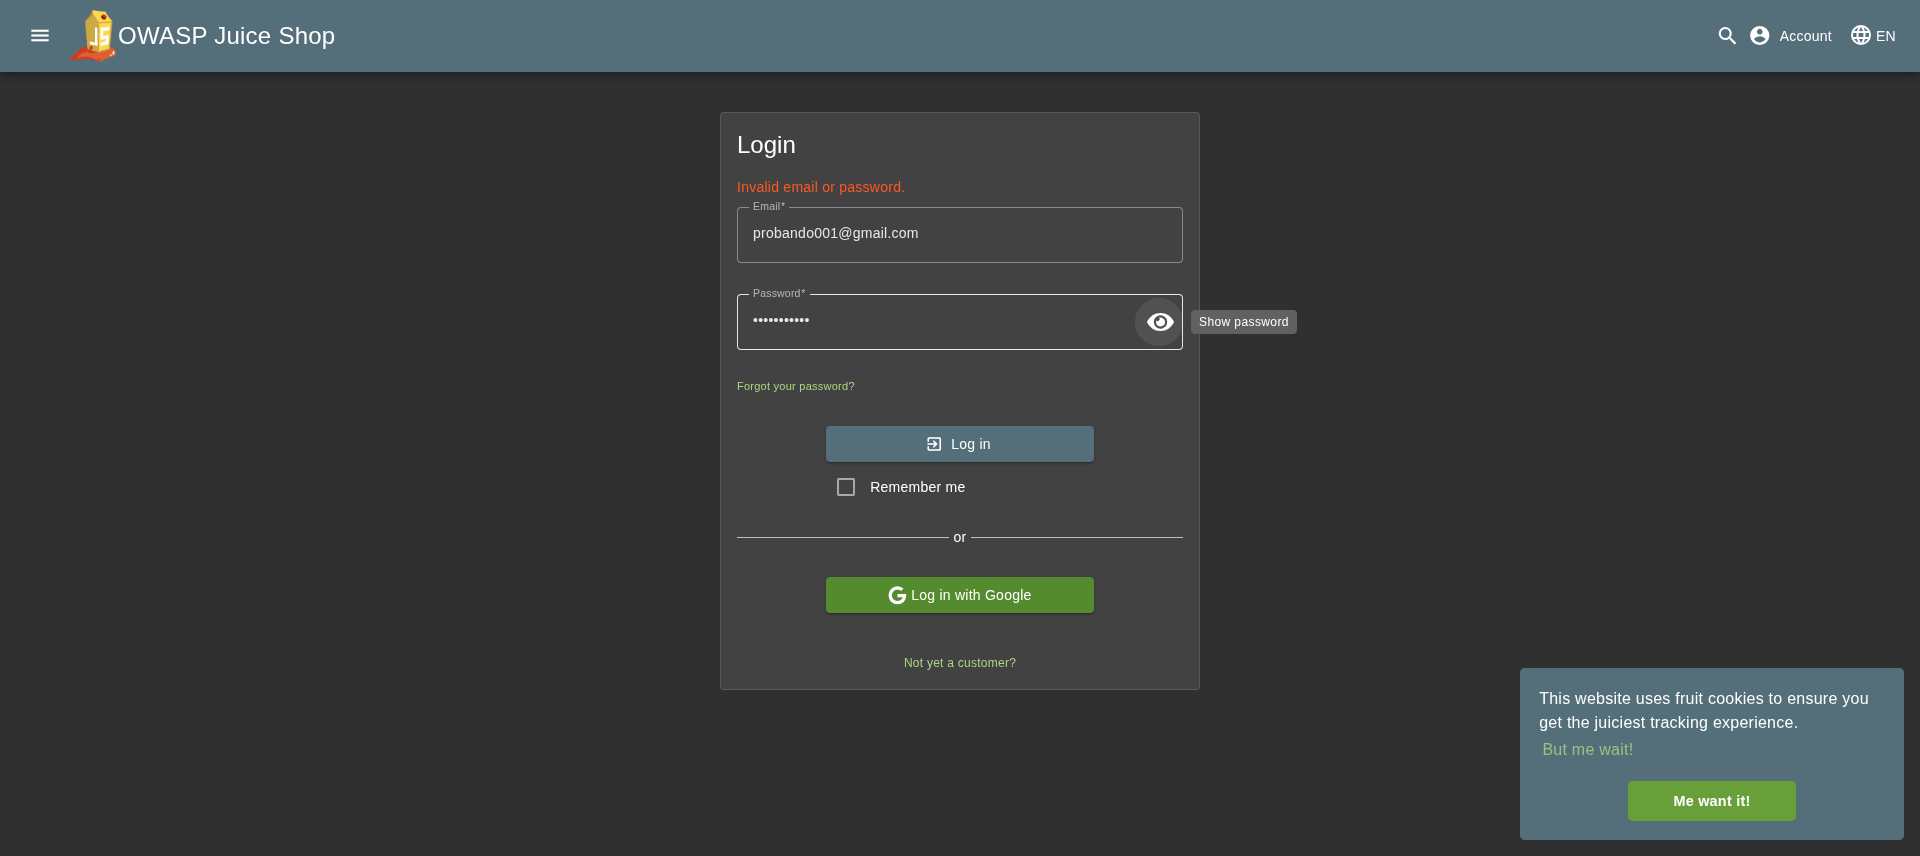 JS OWASP Juice Shop
Account
EN
Login
Invalid email or password.
Email*
probando001@gmail.com
Password*
•••••••••••
Show password
Forgot your password?
Log in
Remember me
or
G Log in with Google
Not yet a customer?
This website uses fruit cookies to ensure you
get the juiciest tracking experience.
But me wait!
Me want it!